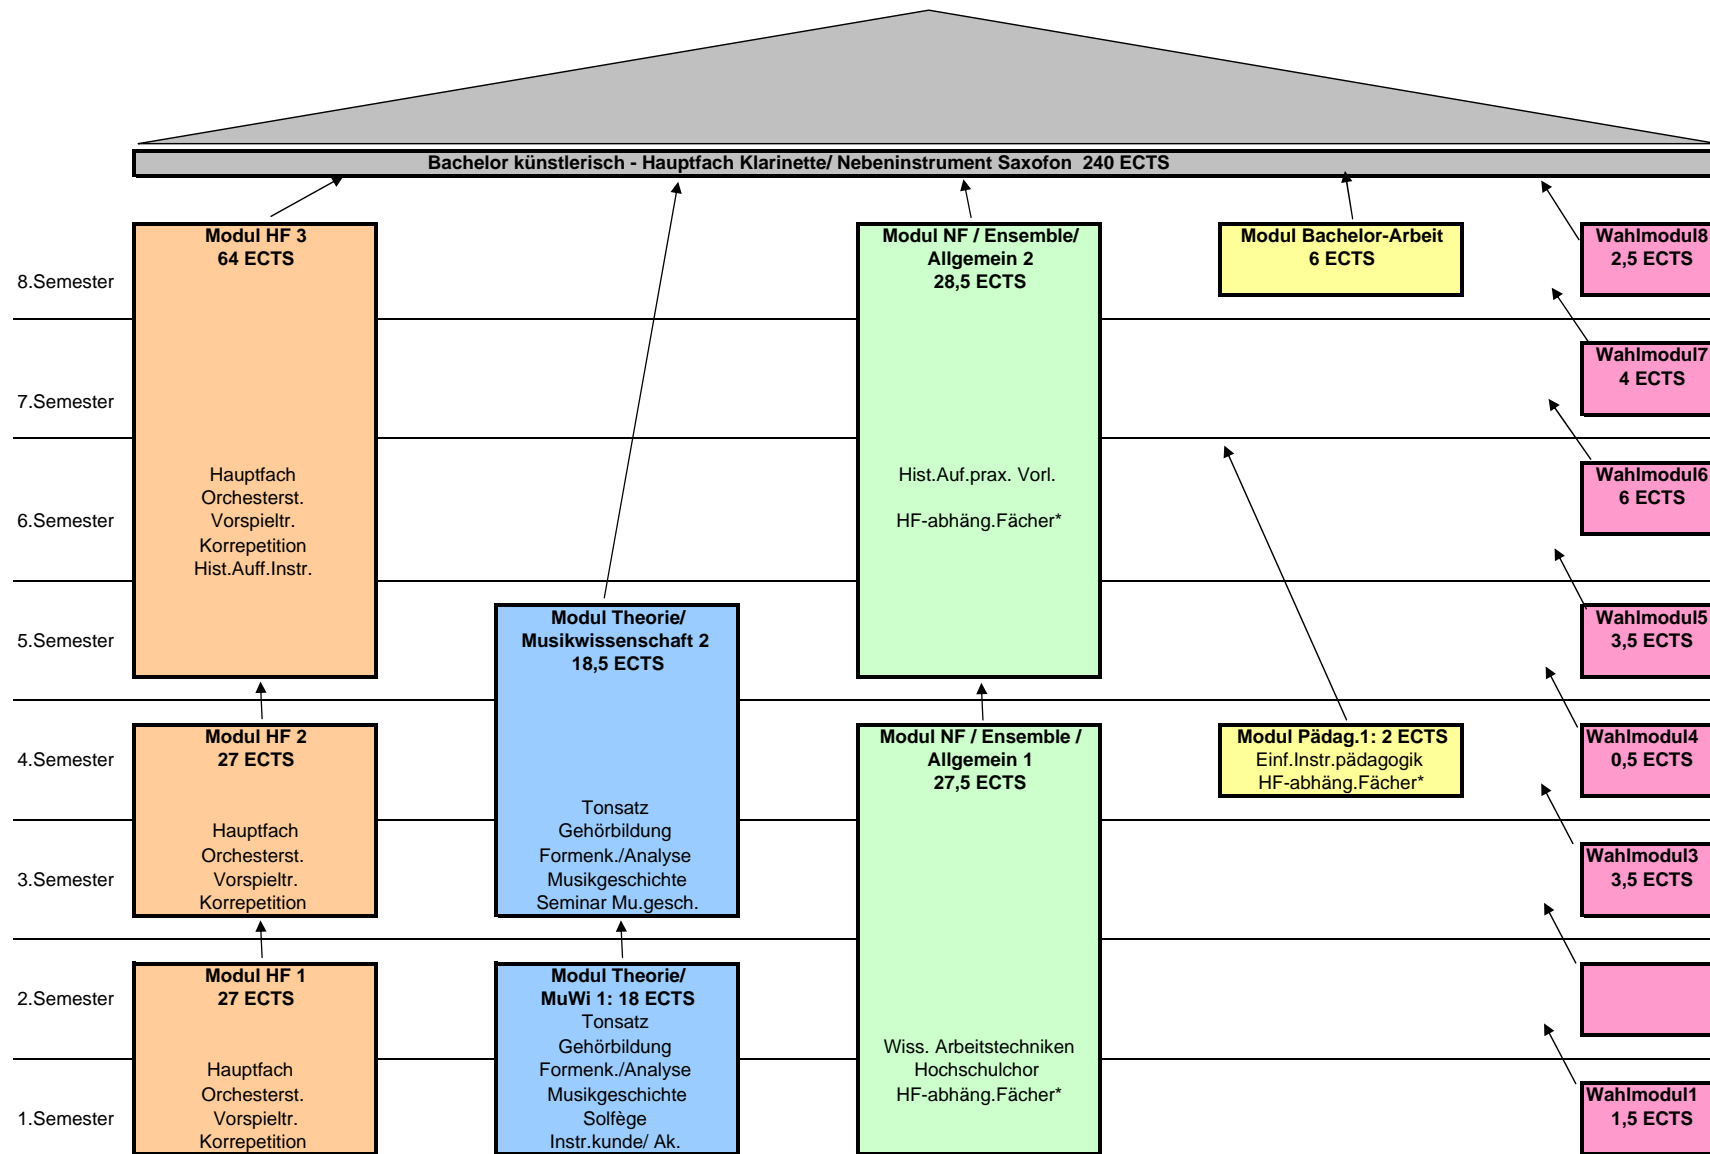 Bachelor künstlerisch - Hauptfach Klarinette/ Nebeninstrument Saxofon  240 ECTS
Modul HF 3
64 ECTS
Hauptfach
Orchesterst.
Vorspieltr.
Korrepetition
Hist.Auff.Instr.
Modul NF / Ensemble/
Allgemein 2
28,5 ECTS
Hist.Auf.prax. Vorl.
HF-abhäng.Fächer*
Modul Bachelor-Arbeit
6 ECTS
Wahlmodul8
2,5 ECTS
8.Semester
Wahlmodul7
4 ECTS
7.Semester
Wahlmodul6
6 ECTS
6.Semester
Modul Theorie/
Musikwissenschaft 2
18,5 ECTS
Tonsatz
Gehörbildung
Formenk./Analyse
Musikgeschichte
Seminar Mu.gesch.
Wahlmodul5
3,5 ECTS
5.Semester
Modul HF 2
27 ECTS
Hauptfach
Orchesterst.
Vorspieltr.
Korrepetition
Modul NF / Ensemble /
Allgemein 1
27,5 ECTS
Wiss. Arbeitstechniken
Hochschulchor
HF-abhäng.Fächer*
Modul Pädag.1: 2 ECTS
Einf.Instr.pädagogik
HF-abhäng.Fächer*
Wahlmodul4
0,5 ECTS
4.Semester
Wahlmodul3
3,5 ECTS
3.Semester
Modul HF 1
27 ECTS
Hauptfach
Orchesterst.
Vorspieltr.
Korrepetition
Modul Theorie/
MuWi 1: 18 ECTS
Tonsatz
Gehörbildung
Formenk./Analyse
Musikgeschichte
Solfège
Instr.kunde/ Ak.
2.Semester
Wahlmodul1
1,5 ECTS
1.Semester